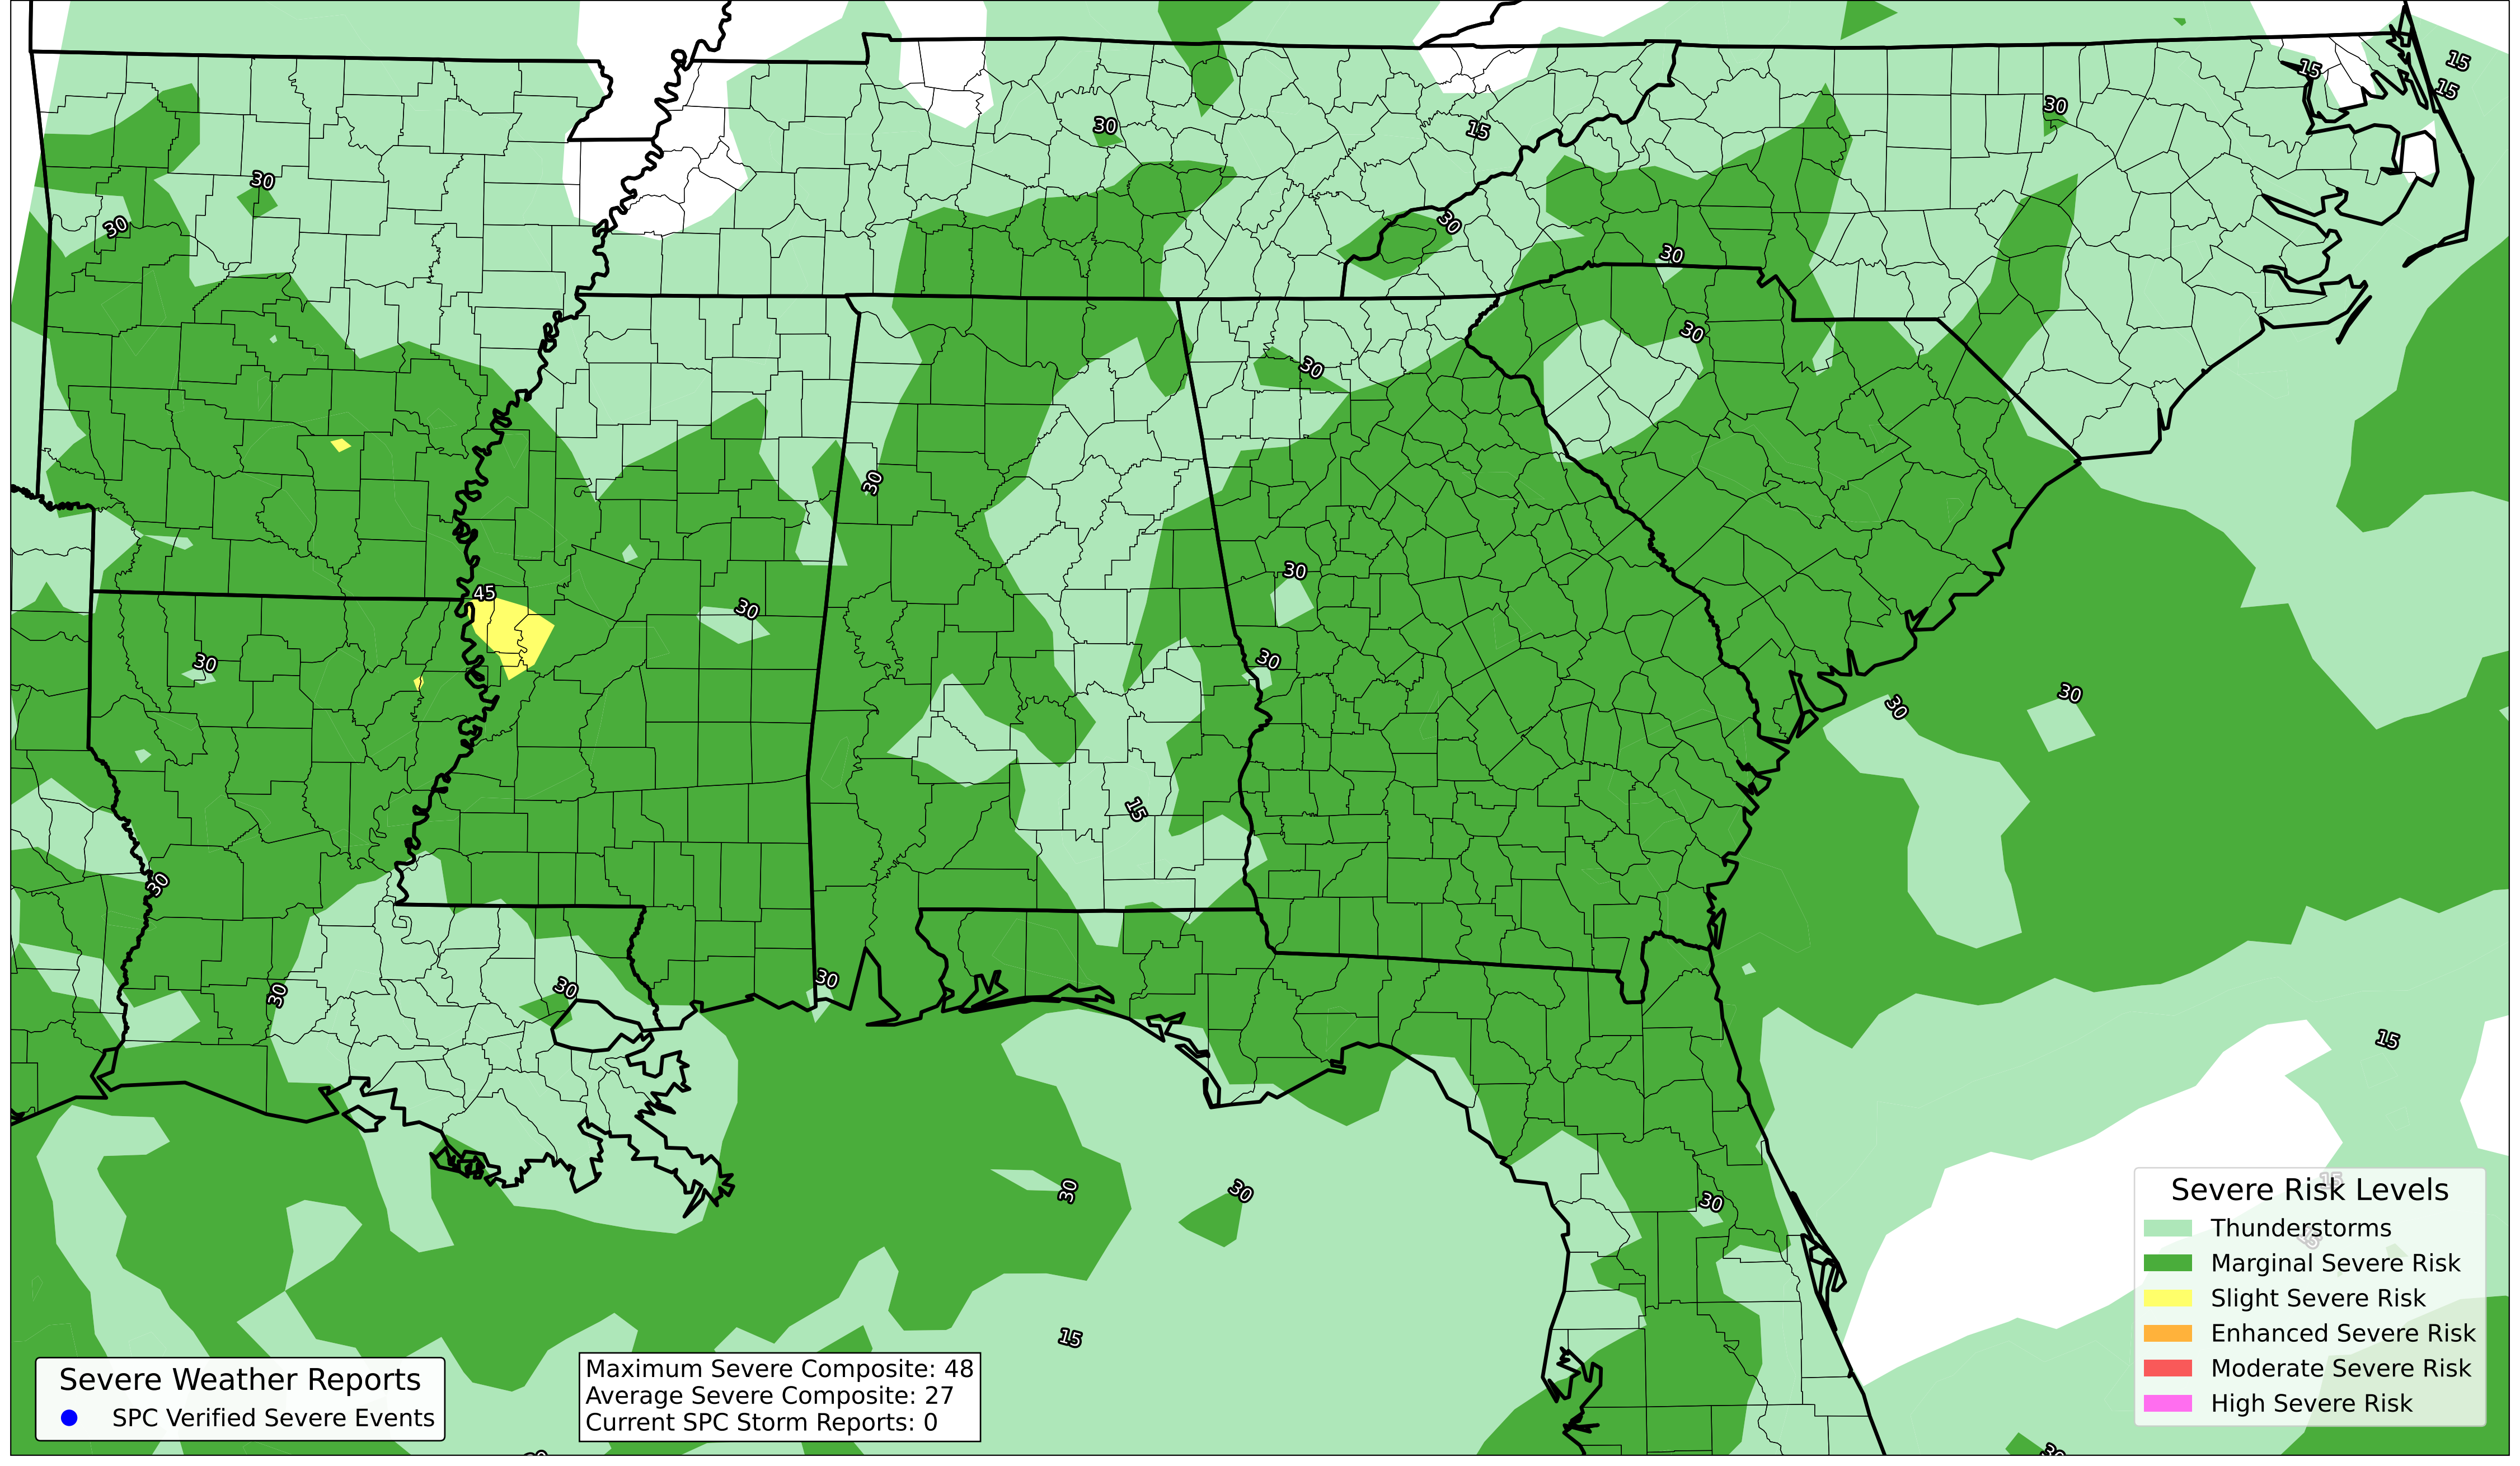 15
15
15
30
30
15
30
30
30
30
30
30
30
30
45
30
30
30
30
30
30
15
30
30
30
30
15
30
30
30
15
Severe Risk Levels
Thunderstorms
Marginal Severe Risk
Slight Severe Risk
Enhanced Severe Risk
Moderate Severe Risk
High Severe Risk
Severe Weather Reports
SPC Verified Severe Events
Maximum Severe Composite: 48
Average Severe Composite: 27
Current SPC Storm Reports: 0